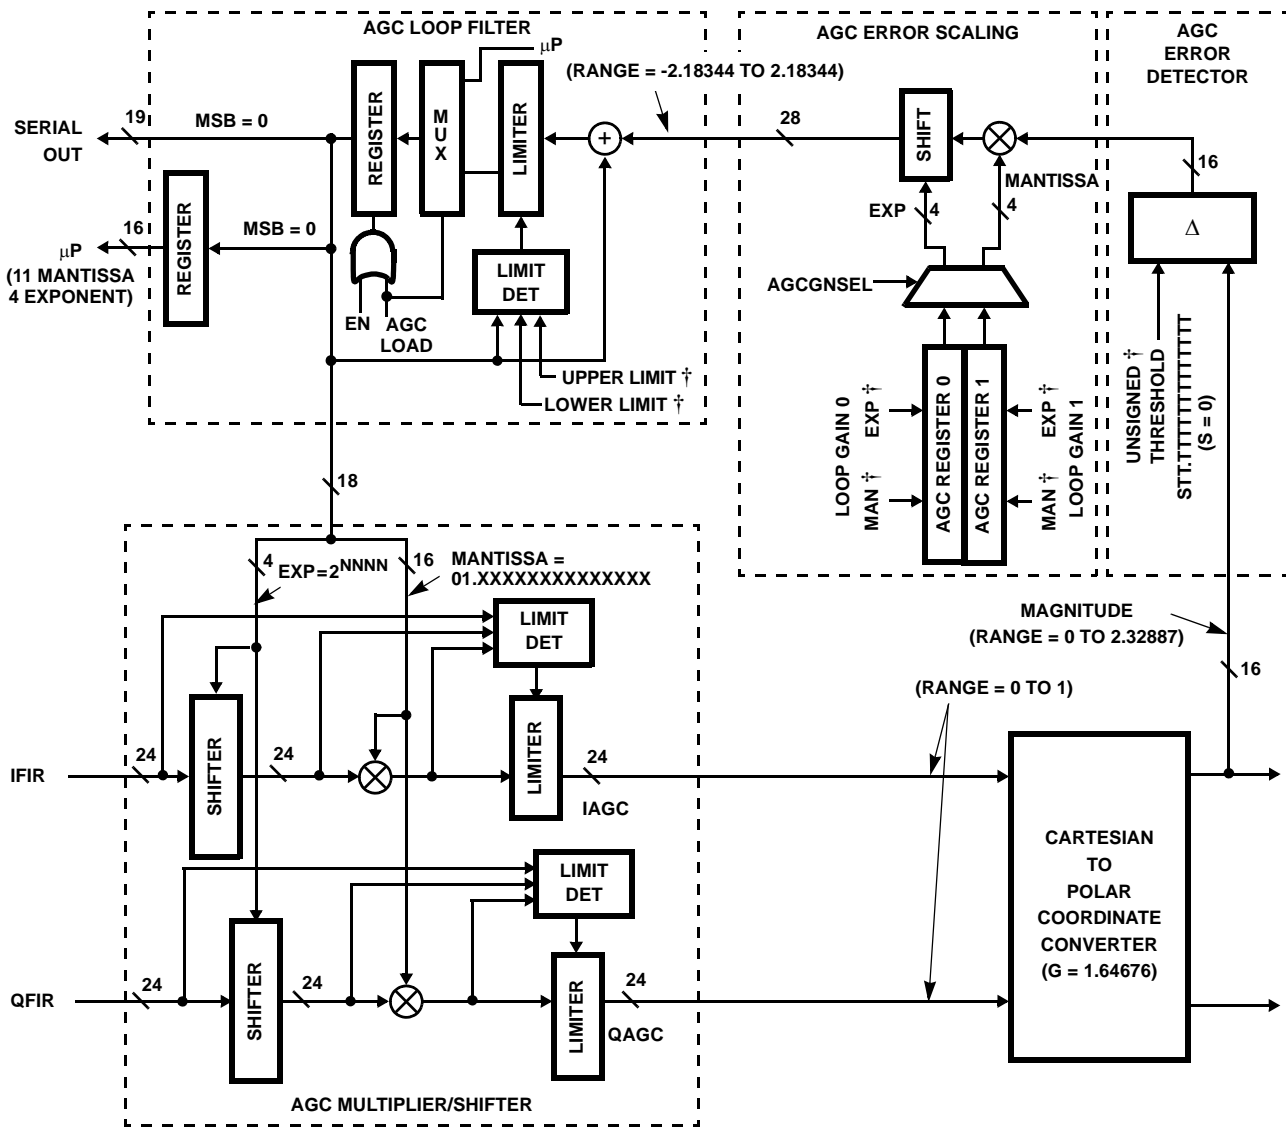 AGC LOOP FILTER
μP
(RANGE = -2.18344 TO 2.18344)
AGC ERROR SCALING
AGC
ERROR
DETECTOR
SERIAL
OUT
19
MSB = 0
REGISTER
MUX
LIMITER
+
28
SHIFT
MANTISSA
16
EXP
4
4
Δ
μP
(11 MANTISSA
4 EXPONENT)
16
REGISTER
MSB = 0
EN
AGC
LOAD
LIMIT
DET
UPPER LIMIT †
LOWER LIMIT †
AGCGNSEL
LOOP GAIN 0
EXP †
MAN †
AGC REGISTER 0
AGC REGISTER 1
EXP †
MAN †
LOOP GAIN 1
UNSIGNED †
THRESHOLD
STT.TTTTTTTTTTTTT
(S = 0)
18
4
EXP=2^NNNN
16
MANTISSA =
01.XXXXXXXXXXXXXX
LIMIT
DET
MAGNITUDE
(RANGE = 0 TO 2.32887)
16
(RANGE = 0 TO 1)
IFIR
24
SHIFTER
24
LIMITER
24
IAGC
LIMIT
DET
QFIR
24
SHIFTER
24
LIMITER
24
QAGC
CARTESIAN
TO
POLAR
COORDINATE
CONVERTER
(G = 1.64676)
AGC MULTIPLIER/SHIFTER